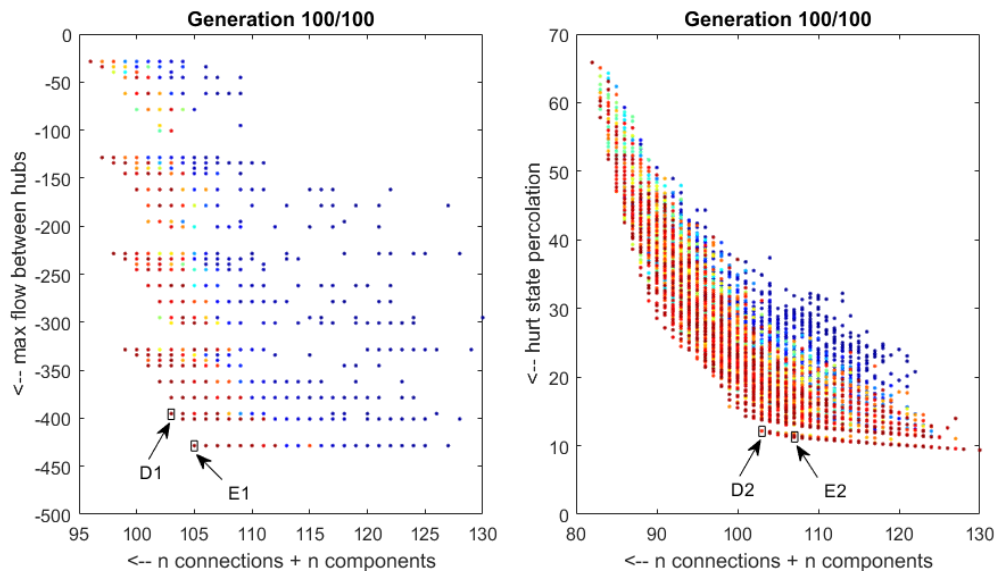 Generation 100/100
0
-50
-100
-150
-200
-250
-300
-350
-400
-450
-500
<-- max flow between hubs
D1
E1
95 100 105 110 115 120 125 130
<-- n connections + n components
Generation 100/100
70
60
50
40
30
20
10
0
<-- hurt state percolation
D2
E2
80 90 100 110 120 130
<-- n connections + n components